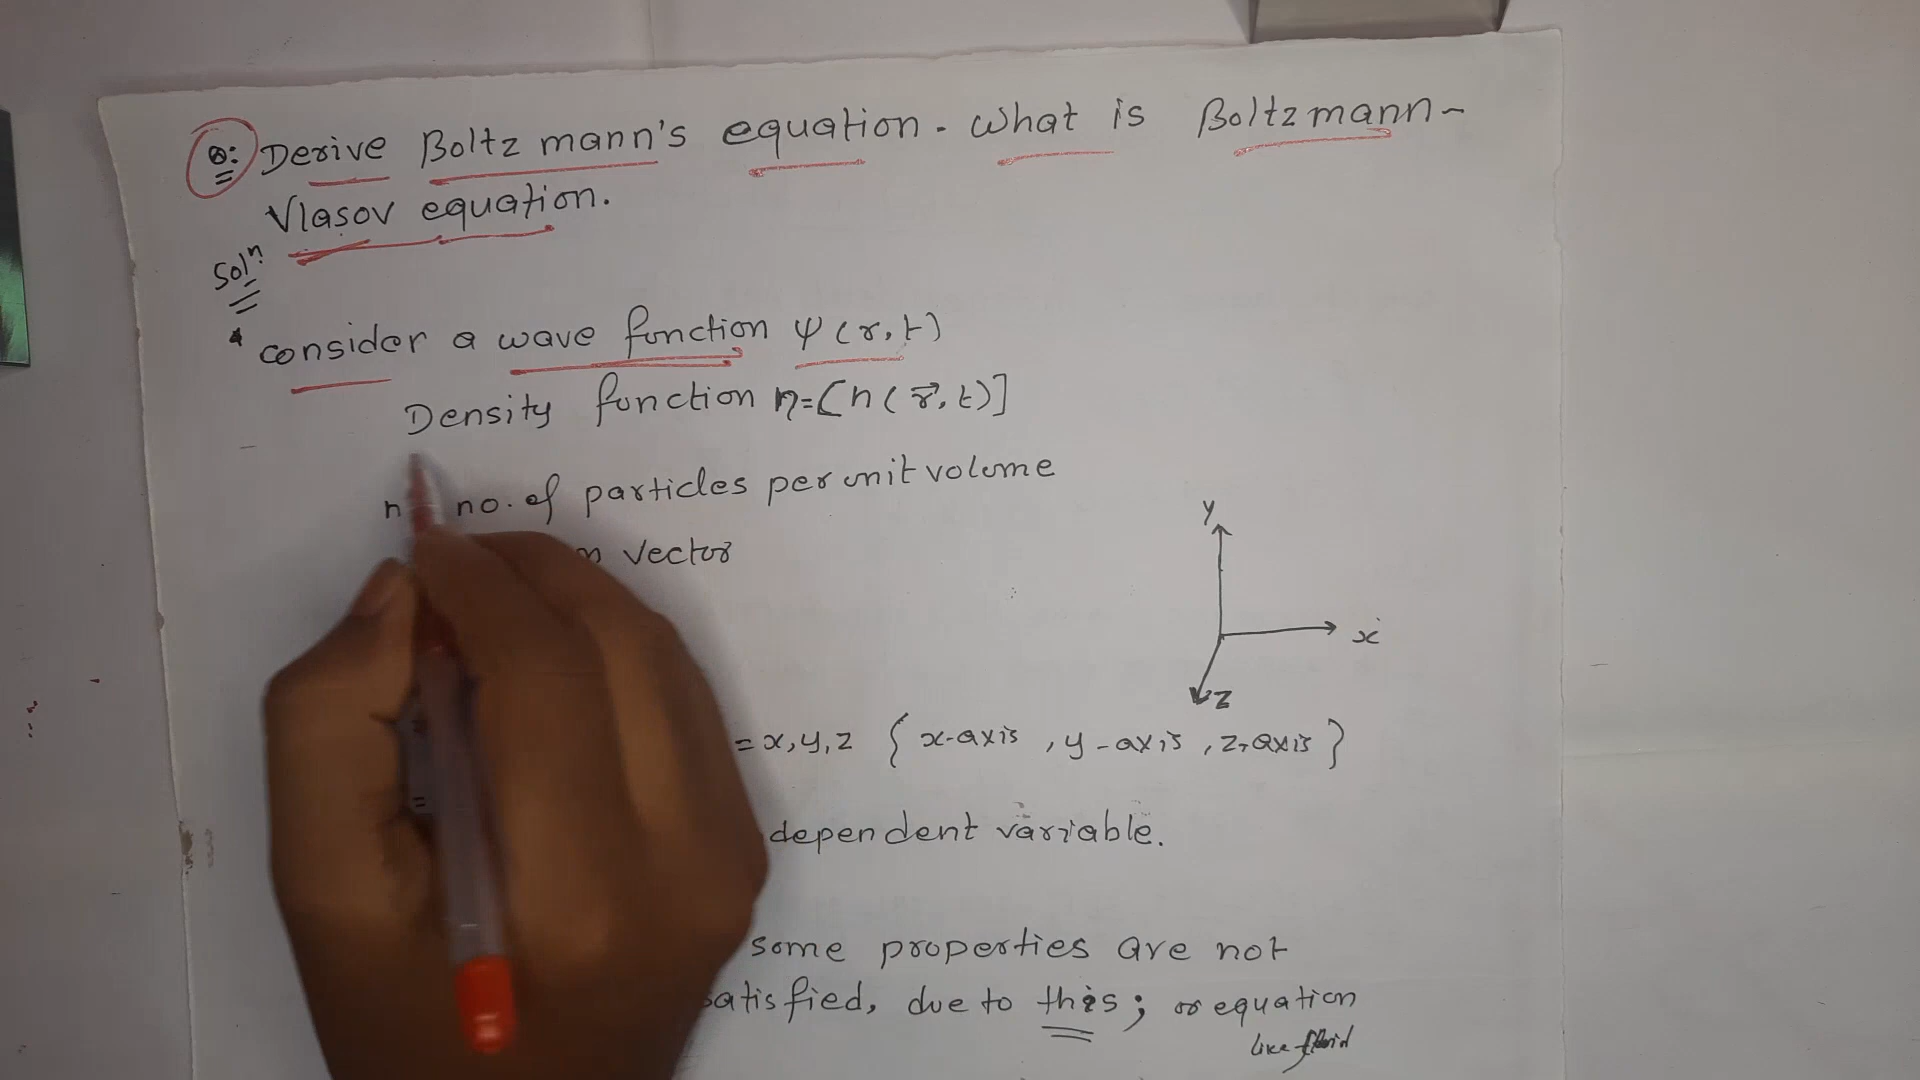 Q: Derive Boltzmann's equation. What is Boltzmann-
Vlasov equation.
Solⁿ
* consider a wave function ψ(r,t)
Density function η=[n(r⃗,t)]
n no. of particles per unit volume
vector
y
x
z
=x,y,z { x-axis, y-axis, z-axis }
dependent variable.
some properties are not
satisfied, due to this; or equation
like fluid